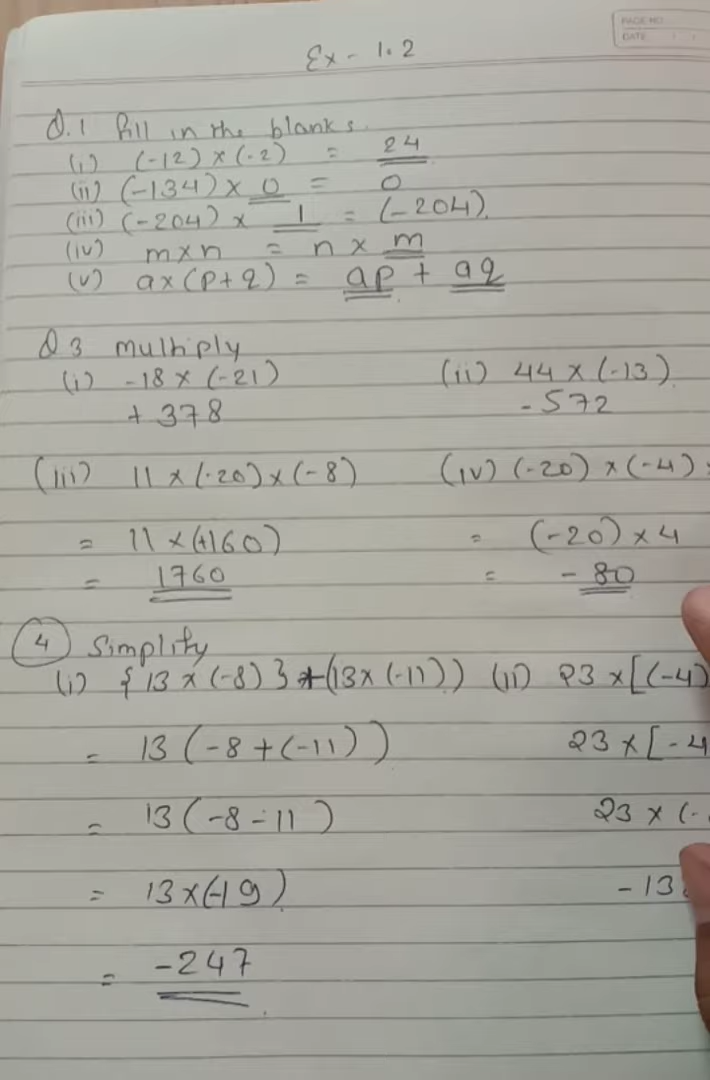 PAGE NO
DATE
Ex - 1.2
Q.1 Fill in the blanks.
(i) (-12) × (-2) = 24
(ii) (-134) × 0 = 0
(iii) (-204) × 1 = (-204).
(iv) m×n = n × m
(v) a×(p+q) = ap + aq
Q 3 multiply
(i) -18 × (-21) (ii) 44 × (-13)
+ 378 - 572
(iii) 11 × (-20) × (-8) (iv) (-20) × (-4) ×
= 11 × (+160) = (-20) × 4
= 1760 = - 80
4 Simplify
(i) {13 × (-8)} + (13× (-11)) (ii) 23 × [(-4)
= 13 (-8 + (-11)) 23 × [-4
= 13 (-8 - 11) 23 × (-
= 13 × (-19) -13
= -247